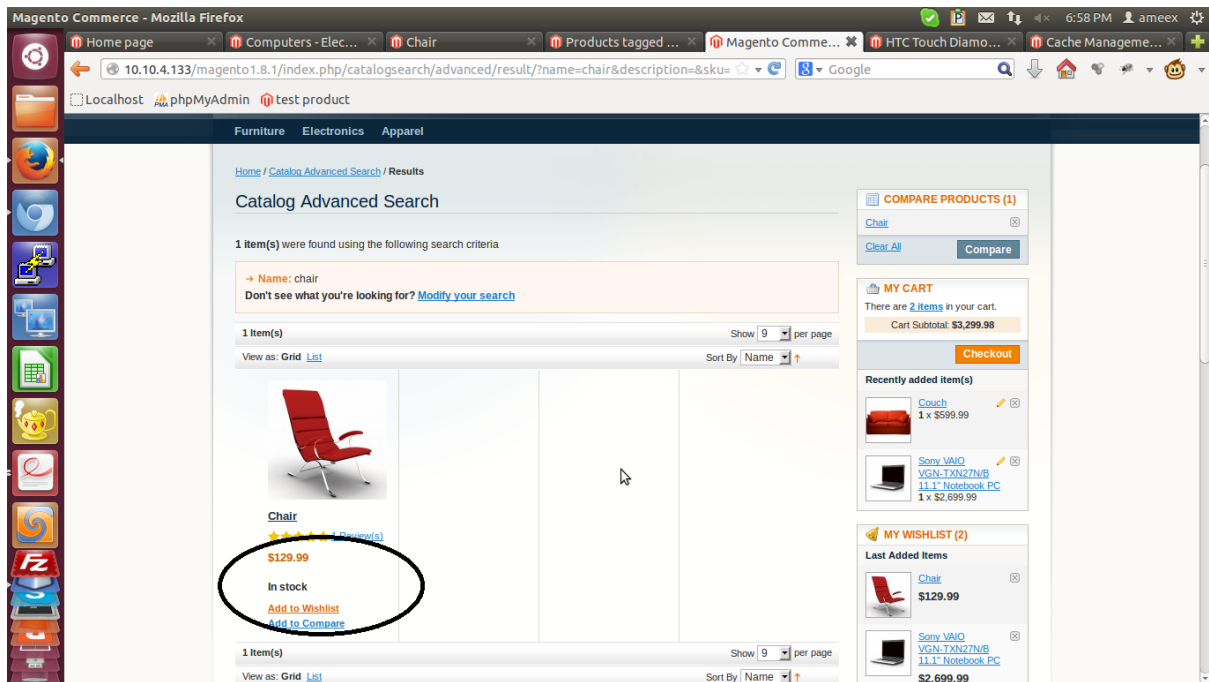 Magento Commerce - Mozilla Firefox
6:58 PM ameex
Home page
Computers - Elec...
Chair
Products tagged ...
Magento Comme...
HTC Touch Diamo...
Cache Manageme...
10.10.4.133/magento1.8.1/index.php/catalogsearch/advanced/result/?name=chair&description=&sku=
Google
Localhost phpMyAdmin test product
Furniture Electronics Apparel
Home / Catalog Advanced Search / Results
Catalog Advanced Search
1 item(s) were found using the following search criteria
→ Name: chair
Don't see what you're looking for? Modify your search
1 Item(s)
Show 9 per page
View as: Grid List
Sort By Name
Chair
1 Review(s)
$129.99
In stock
Add to Wishlist
Add to Compare
1 Item(s)
Show 9 per page
View as: Grid List
Sort By Name
COMPARE PRODUCTS (1)
Chair
Clear All
Compare
MY CART
There are 2 items in your cart.
Cart Subtotal: $3,299.98
Checkout
Recently added item(s)
Couch
1 x $599.99
Sony VAIO
VGN-TXN27N/B
11.1" Notebook PC
1 x $2,699.99
MY WISHLIST (2)
Last Added Items
Chair
$129.99
Sony VAIO
VGN-TXN27N/B
11.1" Notebook PC
$2,699.99